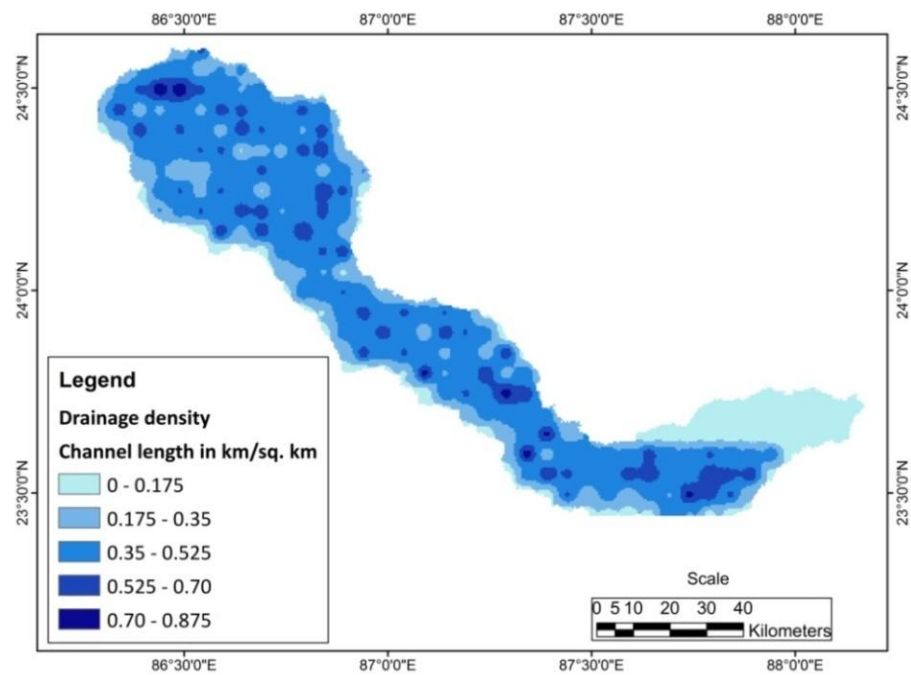 86°30'0"E 87°0'0"E 87°30'0"E 88°0'0"E
24°30'0"N 24°30'0"N
24°0'0"N 24°0'0"N
23°30'0"N 23°30'0"N
Legend
Drainage density
Channel length in km/sq. km
0 - 0.175
0.175 - 0.35
0.35 - 0.525
0.525 - 0.70
0.70 - 0.875
Scale
0 5 10 20 30 40
Kilometers
86°30'0"E 87°0'0"E 87°30'0"E 88°0'0"E